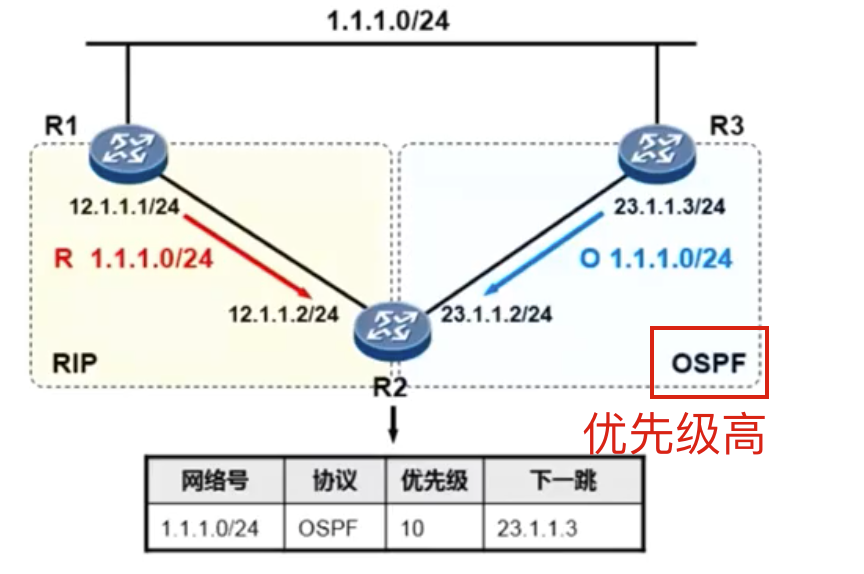 1.1.1.0/24
R1
R3
12.1.1.1/24
23.1.1.3/24
R 1.1.1.0/24
O 1.1.1.0/24
12.1.1.2/24
23.1.1.2/24
RIP
OSPF
R2
优先级高
网络号 协议 优先级 下一跳
1.1.1.0/24 OSPF 10 23.1.1.3